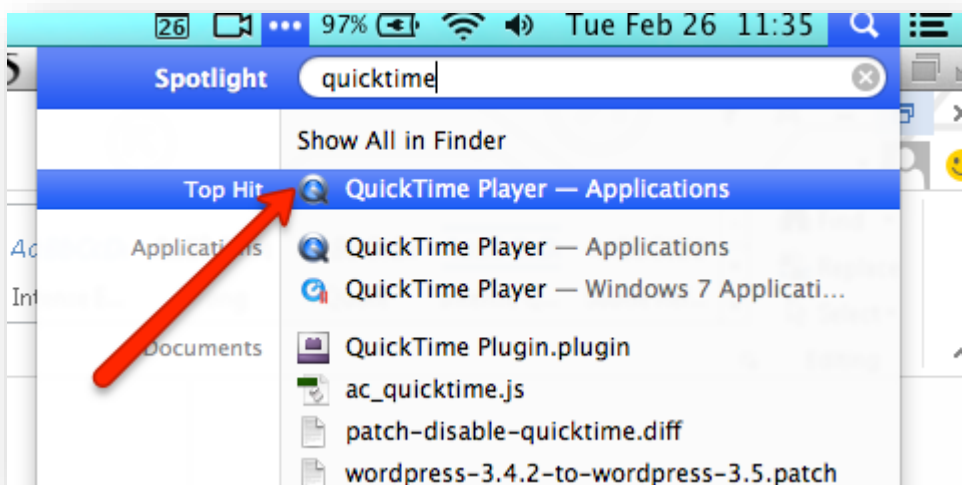 26 97% Tue Feb 26 11:35
Spotlight quicktime
Show All in Finder
Top Hit QuickTime Player — Applications
Applications QuickTime Player — Applications
QuickTime Player — Windows 7 Applicati...
Documents QuickTime Plugin.plugin
ac_quicktime.js
patch-disable-quicktime.diff
wordpress-3.4.2-to-wordpress-3.5.patch